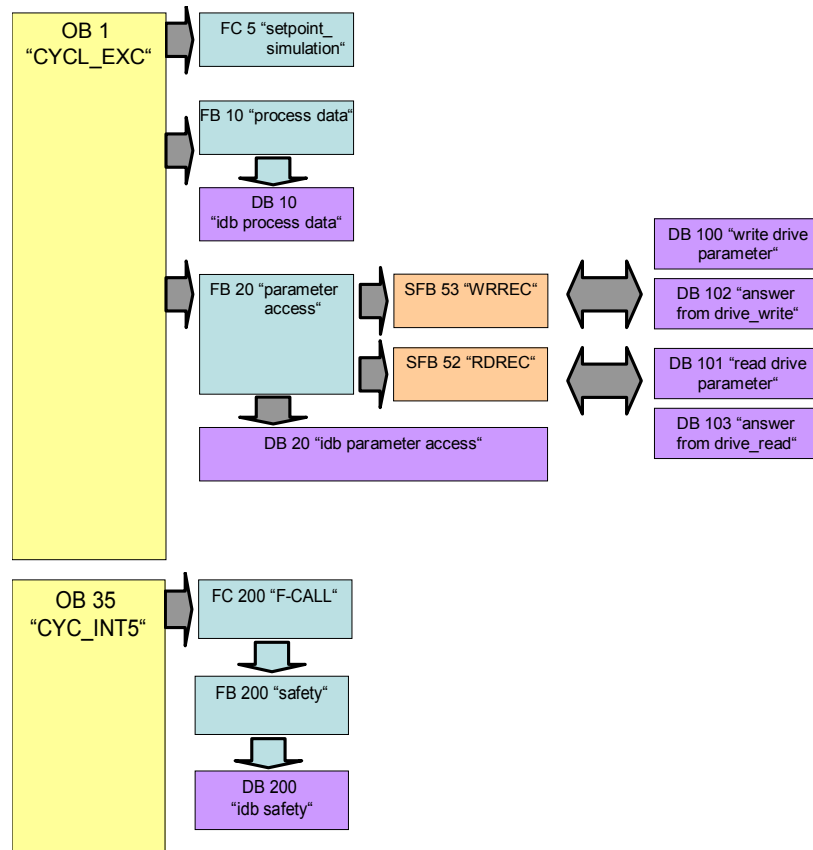 OB 1
“CYCL_EXC“
FC 5 “setpoint_
simulation“
FB 10 “process data“
DB 10
“idb process data“
FB 20 “parameter
access“
SFB 53 “WRREC“
SFB 52 “RDREC“
DB 100 “write drive
parameter“
DB 102 “answer
from drive_write“
DB 101 “read drive
parameter“
DB 103 “answer
from drive_read“
DB 20 “idb parameter access“
OB 35
“CYC_INT5“
FC 200 “F-CALL“
FB 200 “safety“
DB 200
“idb safety“